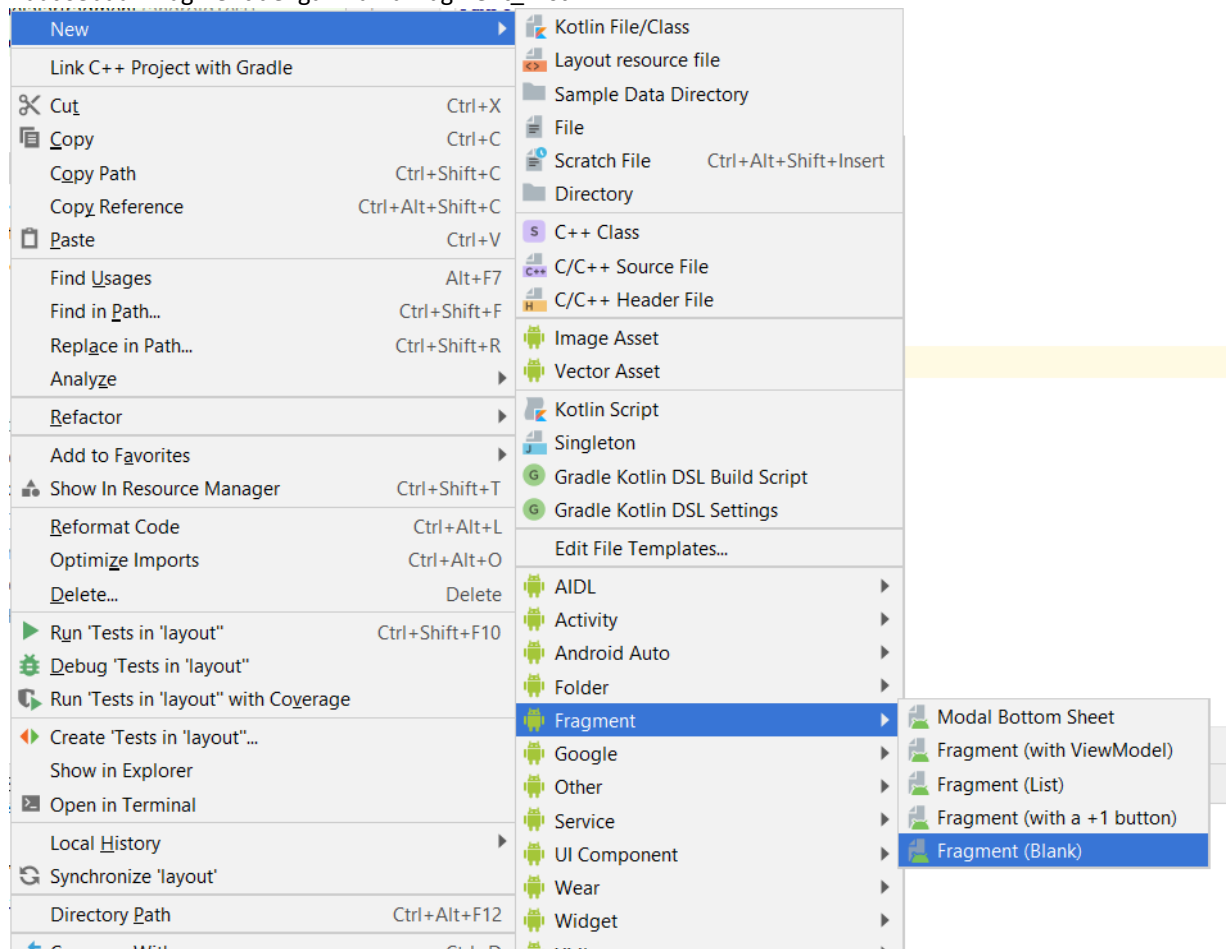 New
Link C++ Project with Gradle
Cut Ctrl+X
Copy Ctrl+C
Copy Path Ctrl+Shift+C
Copy Reference Ctrl+Alt+Shift+C
Paste Ctrl+V
Find Usages Alt+F7
Find in Path... Ctrl+Shift+F
Replace in Path... Ctrl+Shift+R
Analyze
Refactor
Add to Favorites
Show In Resource Manager Ctrl+Shift+T
Reformat Code Ctrl+Alt+L
Optimize Imports Ctrl+Alt+O
Delete... Delete
Run 'Tests in 'layout'' Ctrl+Shift+F10
Debug 'Tests in 'layout''
Run 'Tests in 'layout'' with Coverage
Create 'Tests in 'layout''...
Show in Explorer
Open in Terminal
Local History
Synchronize 'layout'
Directory Path Ctrl+Alt+F12
Kotlin File/Class
Layout resource file
Sample Data Directory
File
Scratch File Ctrl+Alt+Shift+Insert
Directory
S C++ Class
C++ C/C++ Source File
H C/C++ Header File
Image Asset
Vector Asset
Kotlin Script
J Singleton
G Gradle Kotlin DSL Build Script
G Gradle Kotlin DSL Settings
Edit File Templates...
AIDL
Activity
Android Auto
Folder
Fragment
Google
Other
Service
UI Component
Wear
Widget
Modal Bottom Sheet
Fragment (with ViewModel)
Fragment (List)
Fragment (with a +1 button)
Fragment (Blank)